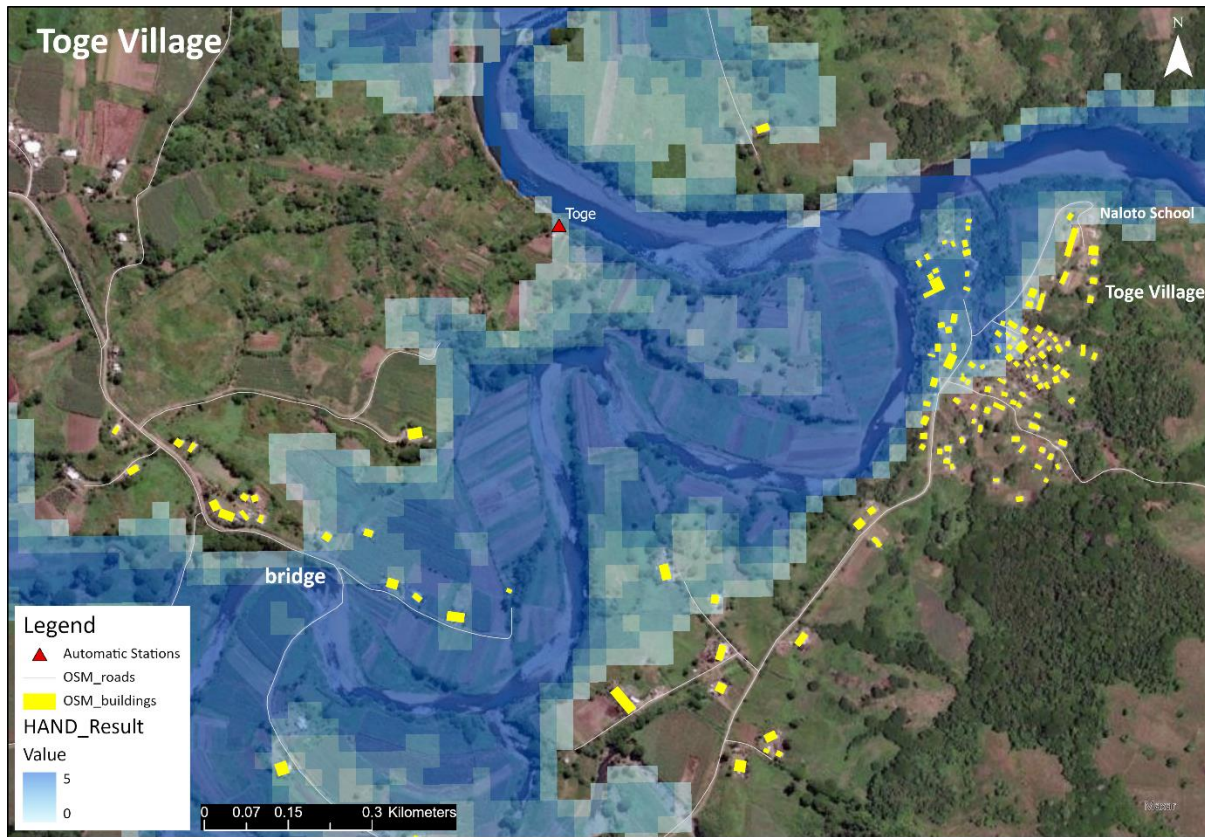 Toge Village
N
Toge
Naloto School
Toge Village
bridge
Legend
Automatic Stations
OSM_roads
OSM_buildings
HAND_Result
Value
5
0
0 0.07 0.15 0.3 Kilometers
Maxar